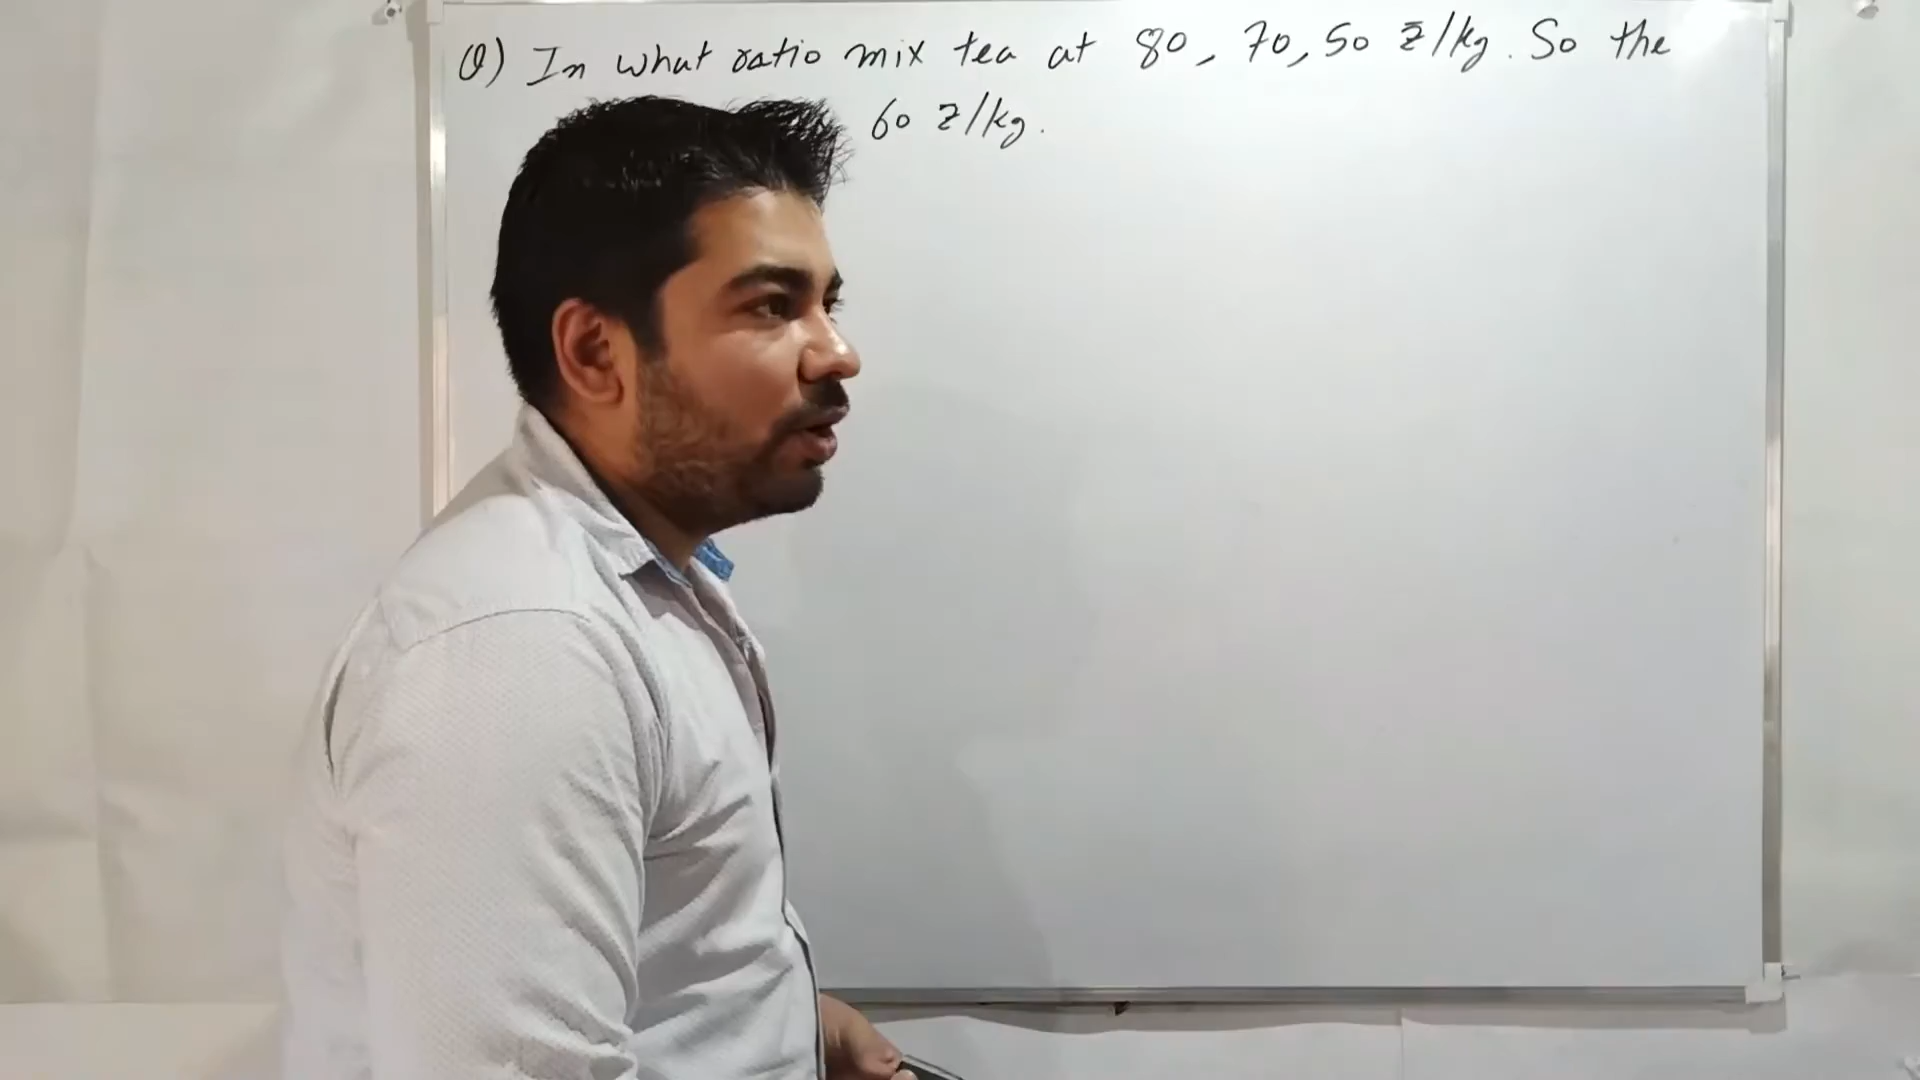 Q) In what ratio mix tea at 80, 70, 50 ₹/kg. So the
60 ₹/kg.